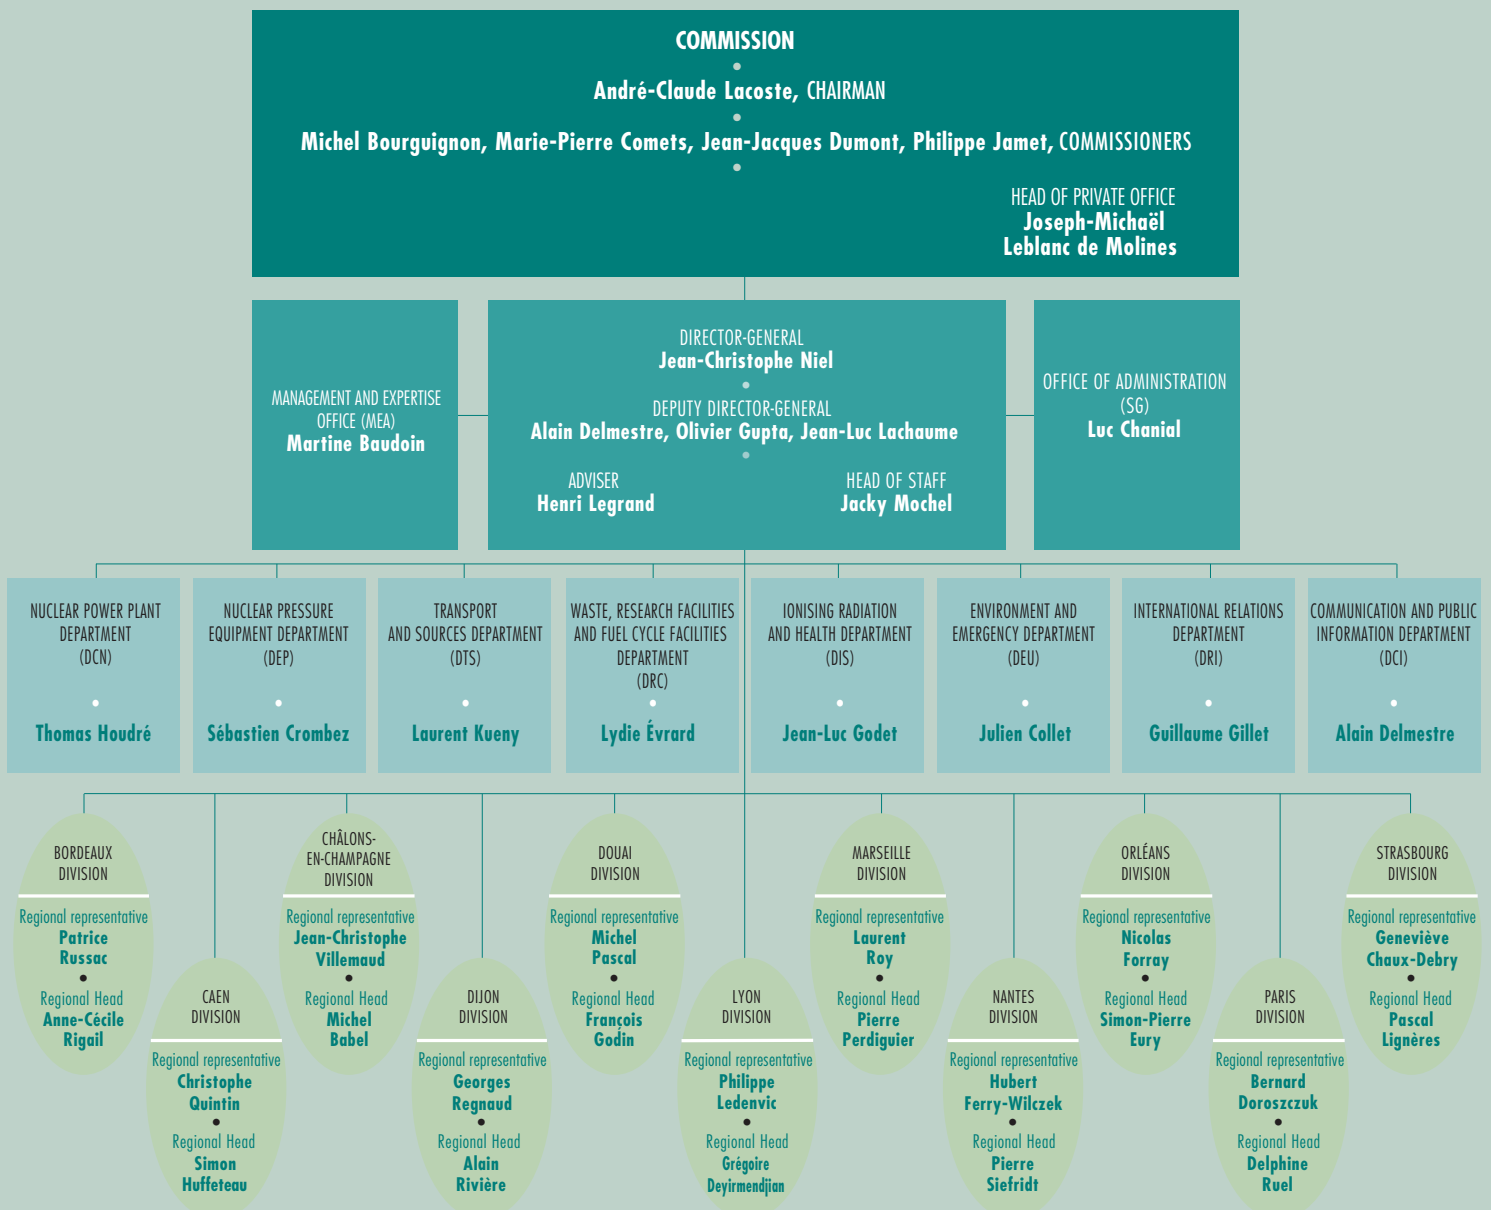 COMMISSION
André-Claude Lacoste, CHAIRMAN
Michel Bourguignon, Marie-Pierre Comets, Jean-Jacques Dumont, Philippe Jamet, COMMISSIONERS
HEAD OF PRIVATE OFFICE
Joseph-Michaël
Leblanc de Molines
MANAGEMENT AND EXPERTISE
OFFICE (MEA)
Martine Baudoin
DIRECTOR-GENERAL
Jean-Christophe Niel
DEPUTY DIRECTOR-GENERAL
Alain Delmestre, Olivier Gupta, Jean-Luc Lachaume
ADVISER
Henri Legrand
HEAD OF STAFF
Jacky Mochel
OFFICE OF ADMINISTRATION
(SG)
Luc Chanial
NUCLEAR POWER PLANT
DEPARTMENT
(DCN)
Thomas Houdré
NUCLEAR PRESSURE
EQUIPMENT DEPARTMENT
(DEP)
Sébastien Crombez
TRANSPORT
AND SOURCES DEPARTMENT
(DTS)
Laurent Kueny
WASTE, RESEARCH FACILITIES
AND FUEL CYCLE FACILITIES
DEPARTMENT
(DRC)
Lydie Évrard
IONISING RADIATION
AND HEALTH DEPARTMENT
(DIS)
Jean-Luc Godet
ENVIRONMENT AND
EMERGENCY DEPARTMENT
(DEU)
Julien Collet
INTERNATIONAL RELATIONS
DEPARTMENT
(DRI)
Guillaume Gillet
COMMUNICATION AND PUBLIC
INFORMATION DEPARTMENT
(DCI)
Alain Delmestre
BORDEAUX
DIVISION
Regional representative
Patrice
Russac
Regional Head
Anne-Cécile
Rigail
CAEN
DIVISION
Regional representative
Christophe
Quintin
Regional Head
Simon
Huffeteau
CHÂLONS-
EN-CHAMPAGNE
DIVISION
Regional representative
Jean-Christophe
Villemaud
Regional Head
Michel
Babel
DIJON
DIVISION
Regional representative
Georges
Regnaud
Regional Head
Alain
Rivière
DOUAI
DIVISION
Regional representative
Michel
Pascal
Regional Head
François
Godin
LYON
DIVISION
Regional representative
Philippe
Ledenvic
Regional Head
Grégoire
Deyirmendjian
MARSEILLE
DIVISION
Regional representative
Laurent
Roy
Regional Head
Pierre
Perdiguier
NANTES
DIVISION
Regional representative
Hubert
Ferry-Wilczek
Regional Head
Pierre
Siefridt
ORLÉANS
DIVISION
Regional representative
Nicolas
Forray
Regional Head
Simon-Pierre
Eury
PARIS
DIVISION
Regional representative
Bernard
Doroszczuk
Regional Head
Delphine
Ruel
STRASBOURG
DIVISION
Regional representative
Geneviève
Chaux-Debry
Regional Head
Pascal
Lignères